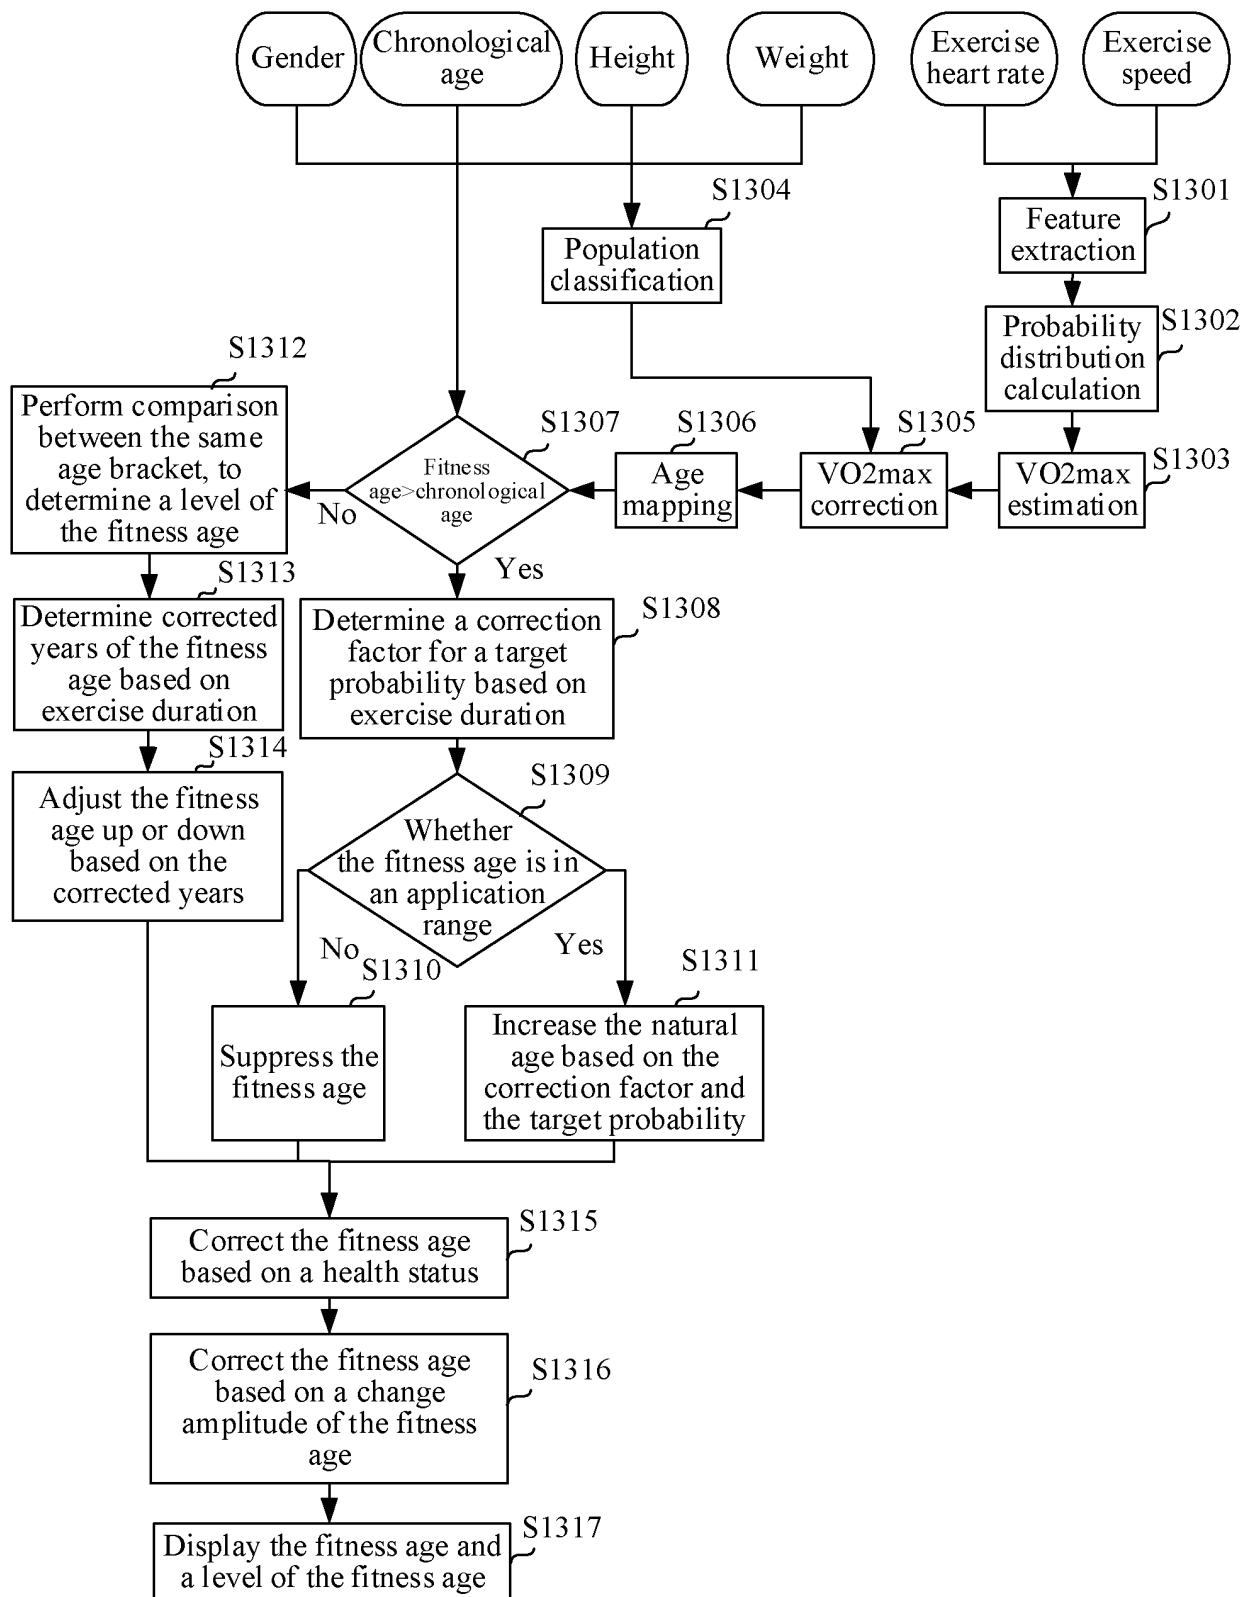 Gender
Chronological
age
Height
Weight
Exercise
heart rate
Exercise
speed
S1304
Population
classification
S1301
Feature
extraction
S1302
Probability
distribution
calculation
S1303
VO2max
estimation
S1305
VO2max
correction
S1306
Age
mapping
S1307
Fitness
age>chronological
age
No
Yes
S1312
Perform comparison
between the same
age bracket, to
determine a level of
the fitness age
S1313
Determine corrected
years of the fitness
age based on
exercise duration
S1314
Adjust the fitness
age up or down
based on the
corrected years
S1308
Determine a correction
factor for a target
probability based on
exercise duration
S1309
Whether
the fitness age is in
an application
range
No
Yes
S1310
Suppress the
fitness age
S1311
Increase the natural
age based on the
correction factor and
the target probability
S1315
Correct the fitness age
based on a health status
S1316
Correct the fitness age
based on a change
amplitude of the fitness
age
S1317
Display the fitness age and
a level of the fitness age